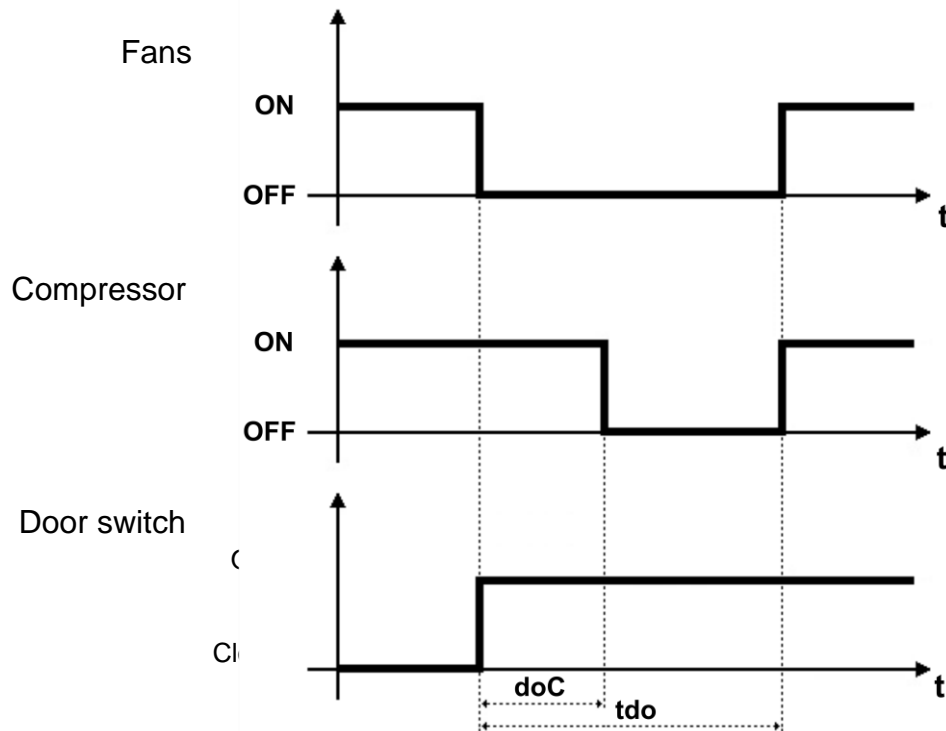 Fans
ON
OFF
t
Compressor
ON
OFF
t
Door switch
t
doC
tdo